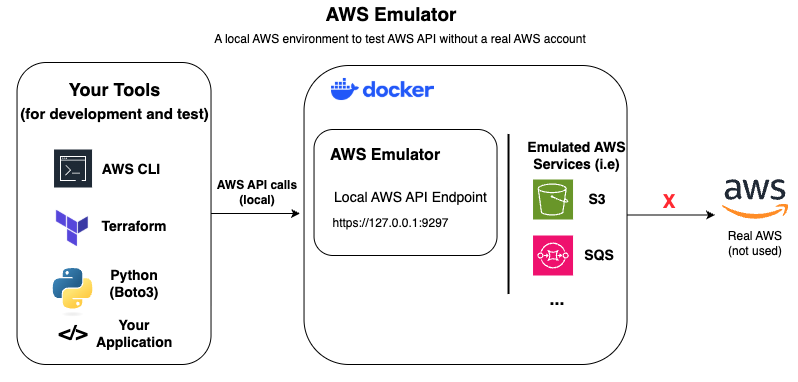 AWS Emulator
A local AWS environment to test AWS API without a real AWS account
Your Tools
(for development and test)
AWS CLI
Terraform
Python
(Boto3)
</>
Your
Application
AWS API calls
(local)
docker
AWS Emulator
Local AWS API Endpoint
https://127.0.0.1:9297
Emulated AWS
Services (i.e)
S3
SQS
...
X
aws
Real AWS
(not used)